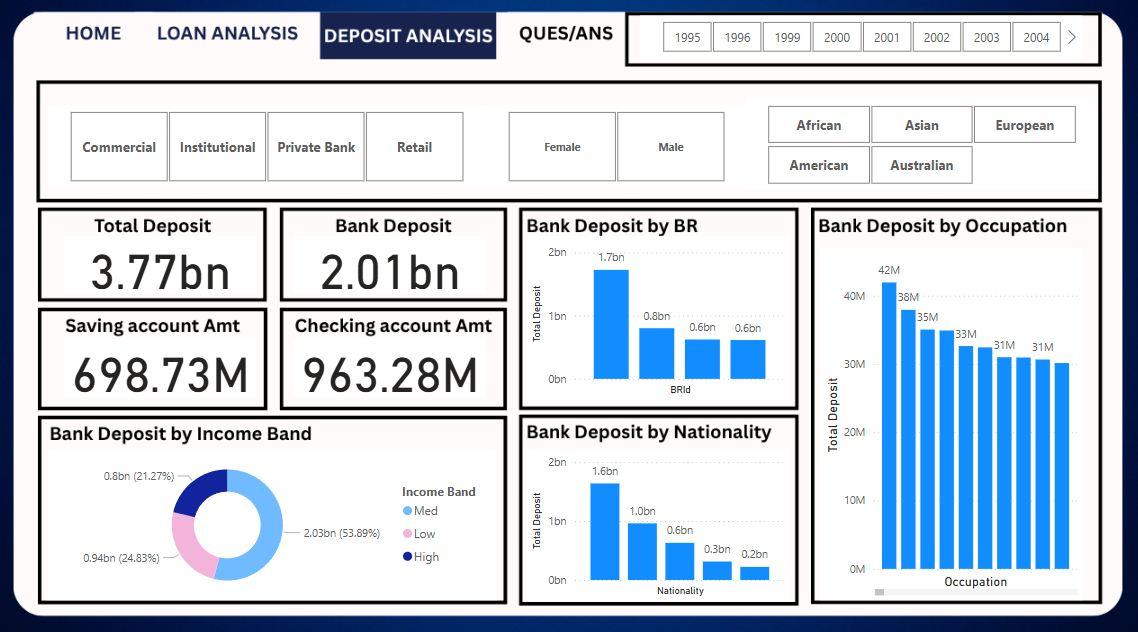 HOME LOAN ANALYSIS DEPOSIT ANALYSIS QUES/ANS
1995 1996 1999 2000 2001 2002 2003 2004
Commercial Institutional Private Bank Retail
Female Male
African Asian European
American Australian
Total Deposit
3.77bn
Bank Deposit
2.01bn
Saving account Amt
698.73M
Checking account Amt
963.28M
Bank Deposit by Income Band
0.8bn (21.27%)
0.94bn (24.83%)
2.03bn (53.89%)
Income Band
Med
Low
High
Bank Deposit by BR
Total Deposit
2bn
1bn
0bn
1.7bn
0.8bn
0.6bn
0.6bn
BRId
Bank Deposit by Nationality
Total Deposit
2bn
1bn
0bn
1.6bn
1.0bn
0.6bn
0.3bn
0.2bn
Nationality
Bank Deposit by Occupation
Total Deposit
40M
30M
20M
10M
0M
42M
38M
35M
33M
31M
31M
Occupation